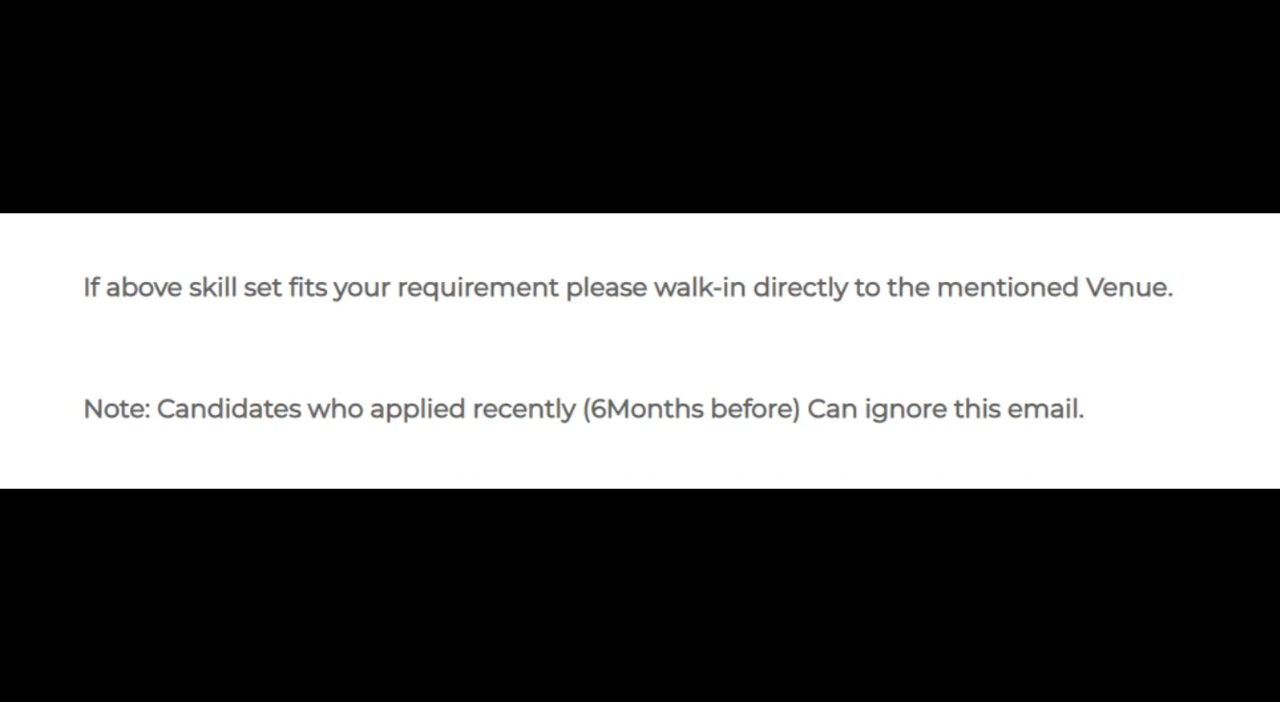 If above skill set fits your requirement please walk-in directly to the mentioned Venue.
Note: Candidates who applied recently (6Months before) Can ignore this email.